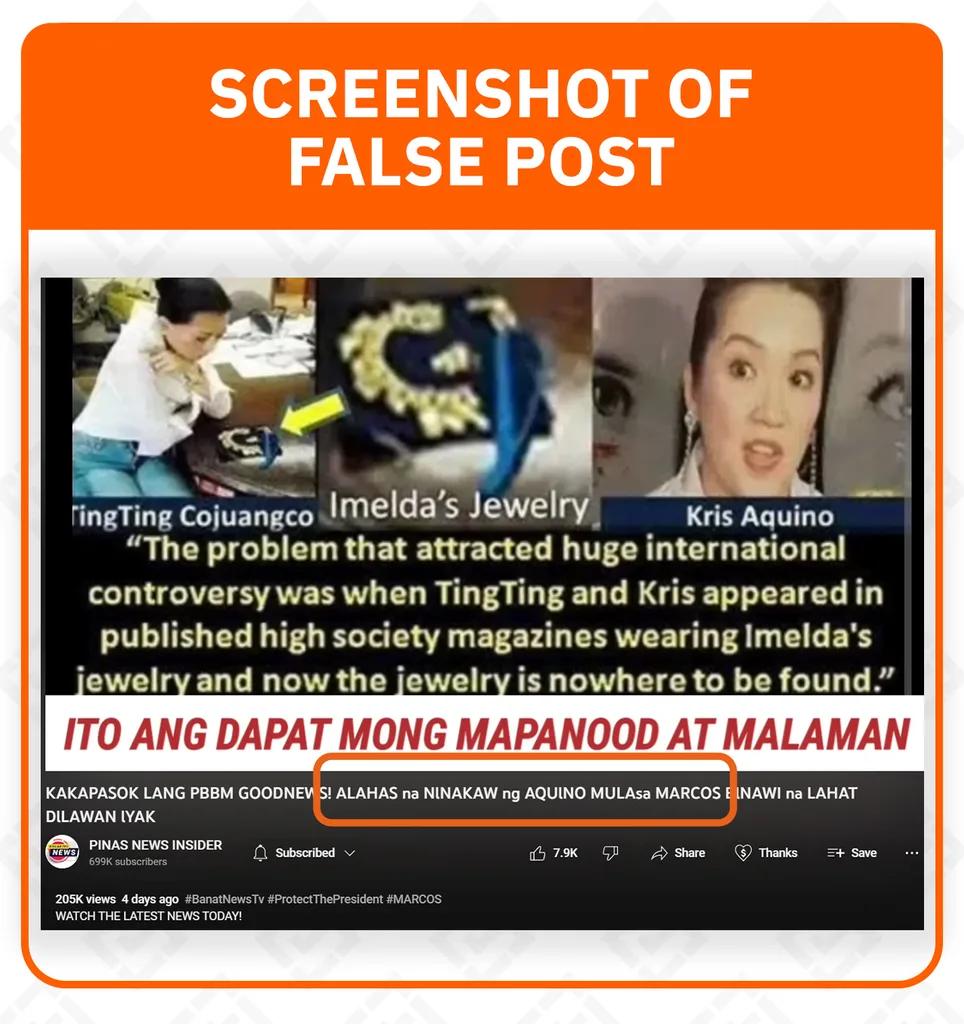 SCREENSHOT OF
FALSE POST
TingTing Cojuangco
Imelda's Jewelry
Kris Aquino
"The problem that attracted huge international
controversy was when TingTing and Kris appeared in
published high society magazines wearing Imelda's
jewelry and now the jewelry is nowhere to be found."
ITO ANG DAPAT MONG MAPANOOD AT MALAMAN
KAKAPASOK LANG PBBM GOODNEWS! ALAHAS na NINAKAW ng AQUINO MULAsa MARCOS BINAWI na LAHAT
DILAWAN IYAK
NEWS
PINAS NEWS INSIDER
699K subscribers
Subscribed
7.9K
Share
Thanks
Save
205K views 4 days ago #BanatNewsTv #ProtectThePresident #MARCOS
WATCH THE LATEST NEWS TODAY!